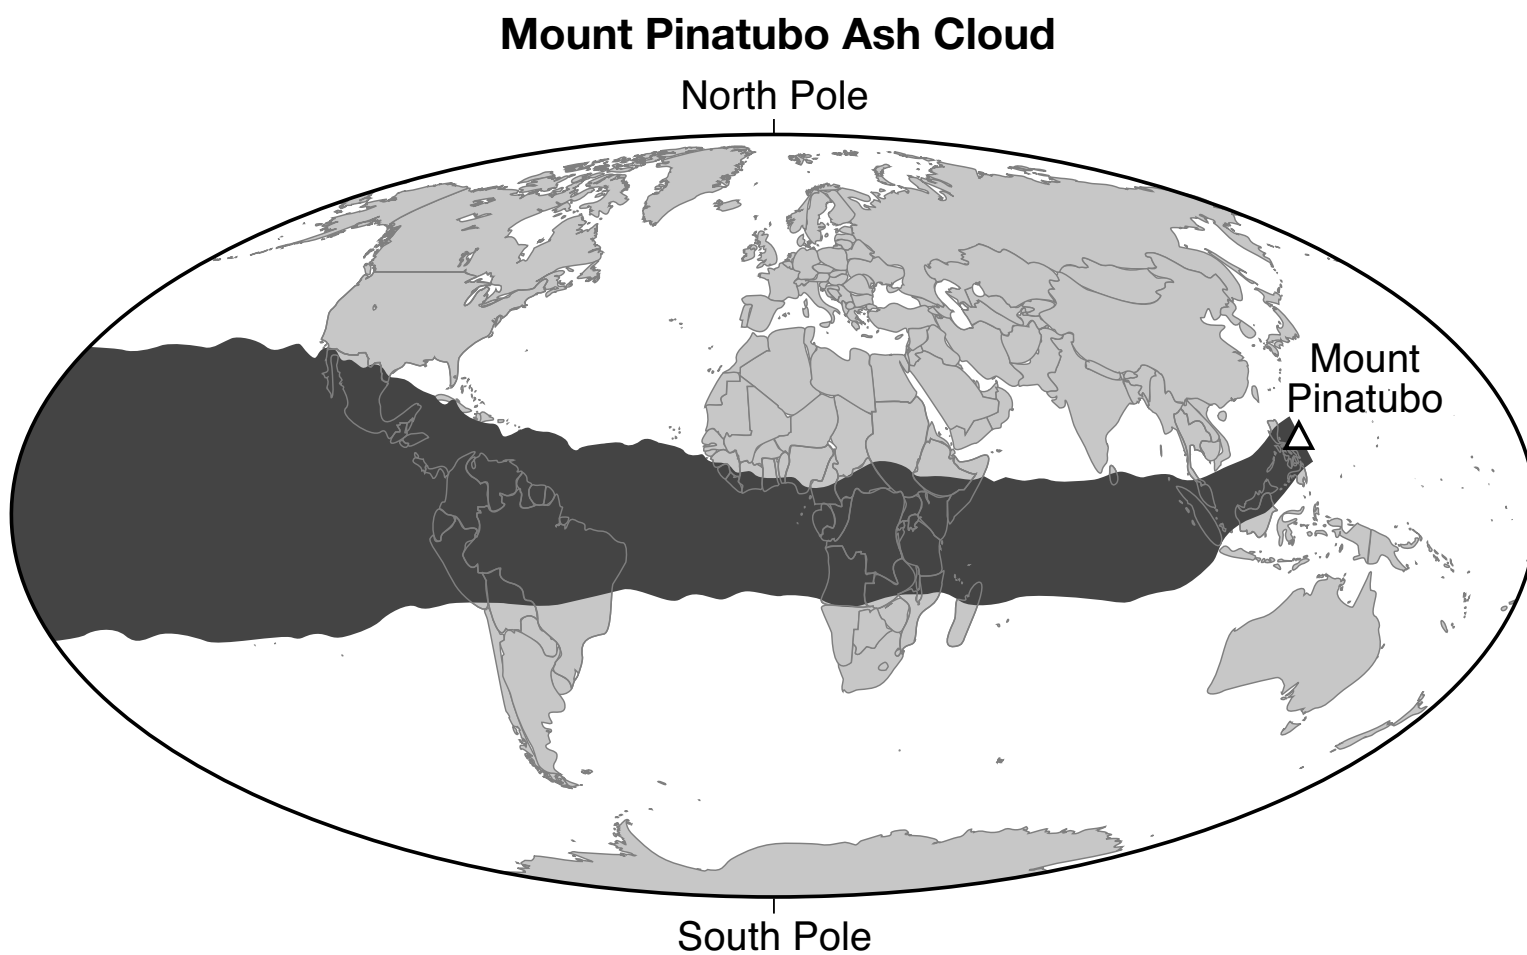 Mount Pinatubo Ash Cloud
North Pole
Mount
Pinatubo
South Pole